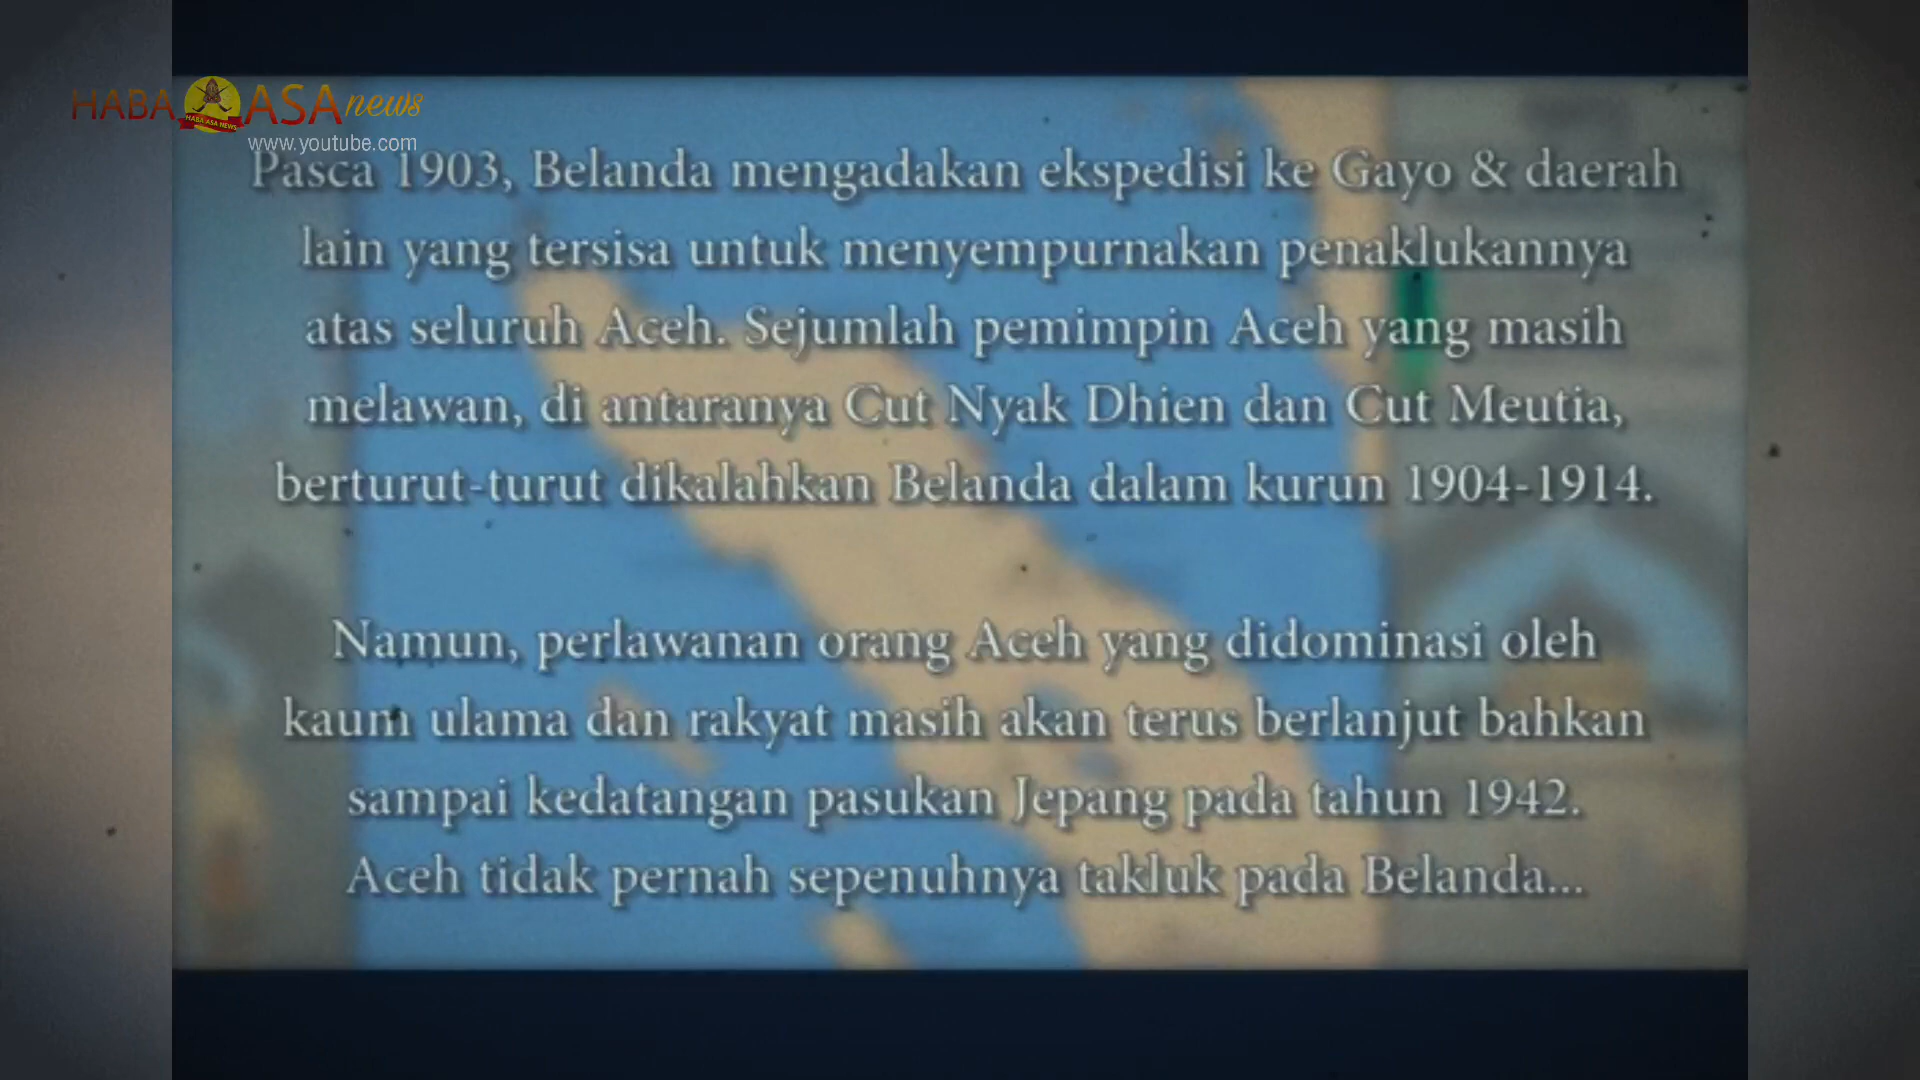 HABA ASA news
HABA ASA NEWS
www.youtube.com
Pasca 1903, Belanda mengadakan ekspedisi ke Gayo & daerah
lain yang tersisa untuk menyempurnakan penaklukannya
atas seluruh Aceh. Sejumlah pemimpin Aceh yang masih
melawan, di antaranya Cut Nyak Dhien dan Cut Meutia,
berturut-turut dikalahkan Belanda dalam kurun 1904-1914.
Namun, perlawanan orang Aceh yang didominasi oleh
kaum ulama dan rakyat masih akan terus berlanjut bahkan
sampai kedatangan pasukan Jepang pada tahun 1942.
Aceh tidak pernah sepenuhnya takluk pada Belanda...